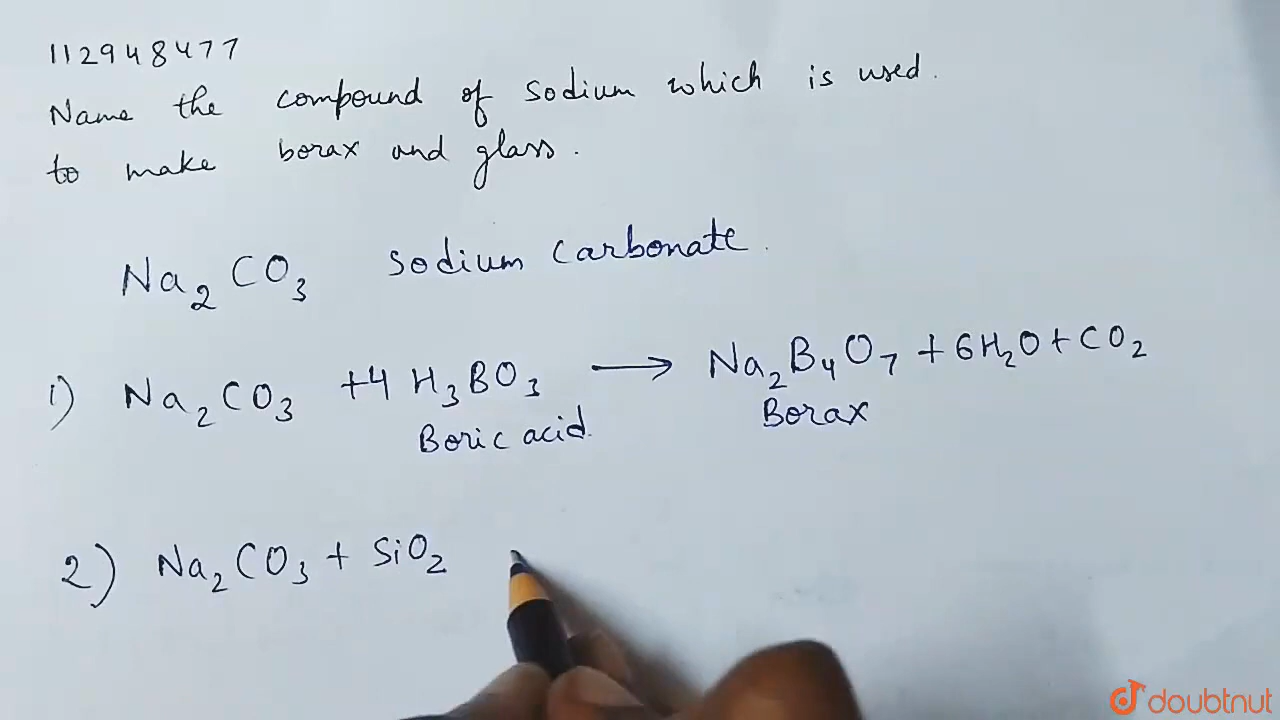 112948477
Name the compound of sodium which is used.
to make borax and glass.
Na₂CO₃ sodium carbonate.
1) Na₂CO₃ + 4 H₃BO₃ ⟶ Na₂B₄O₇ + 6H₂O + CO₂
Boric acid. Borax
2) Na₂CO₃ + SiO₂
doubtnut